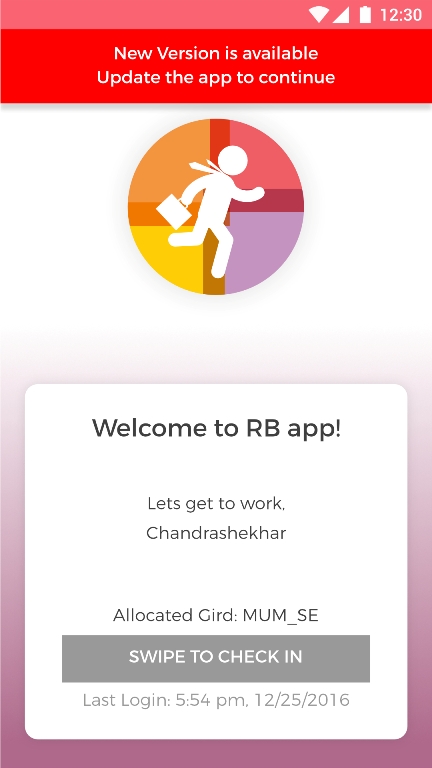 12:30
New Version is available
Update the app to continue
Welcome to RB app!
Lets get to work,
Chandrashekhar
Allocated Gird: MUM_SE
SWIPE TO CHECK IN
Last Login: 5:54 pm, 12/25/2016